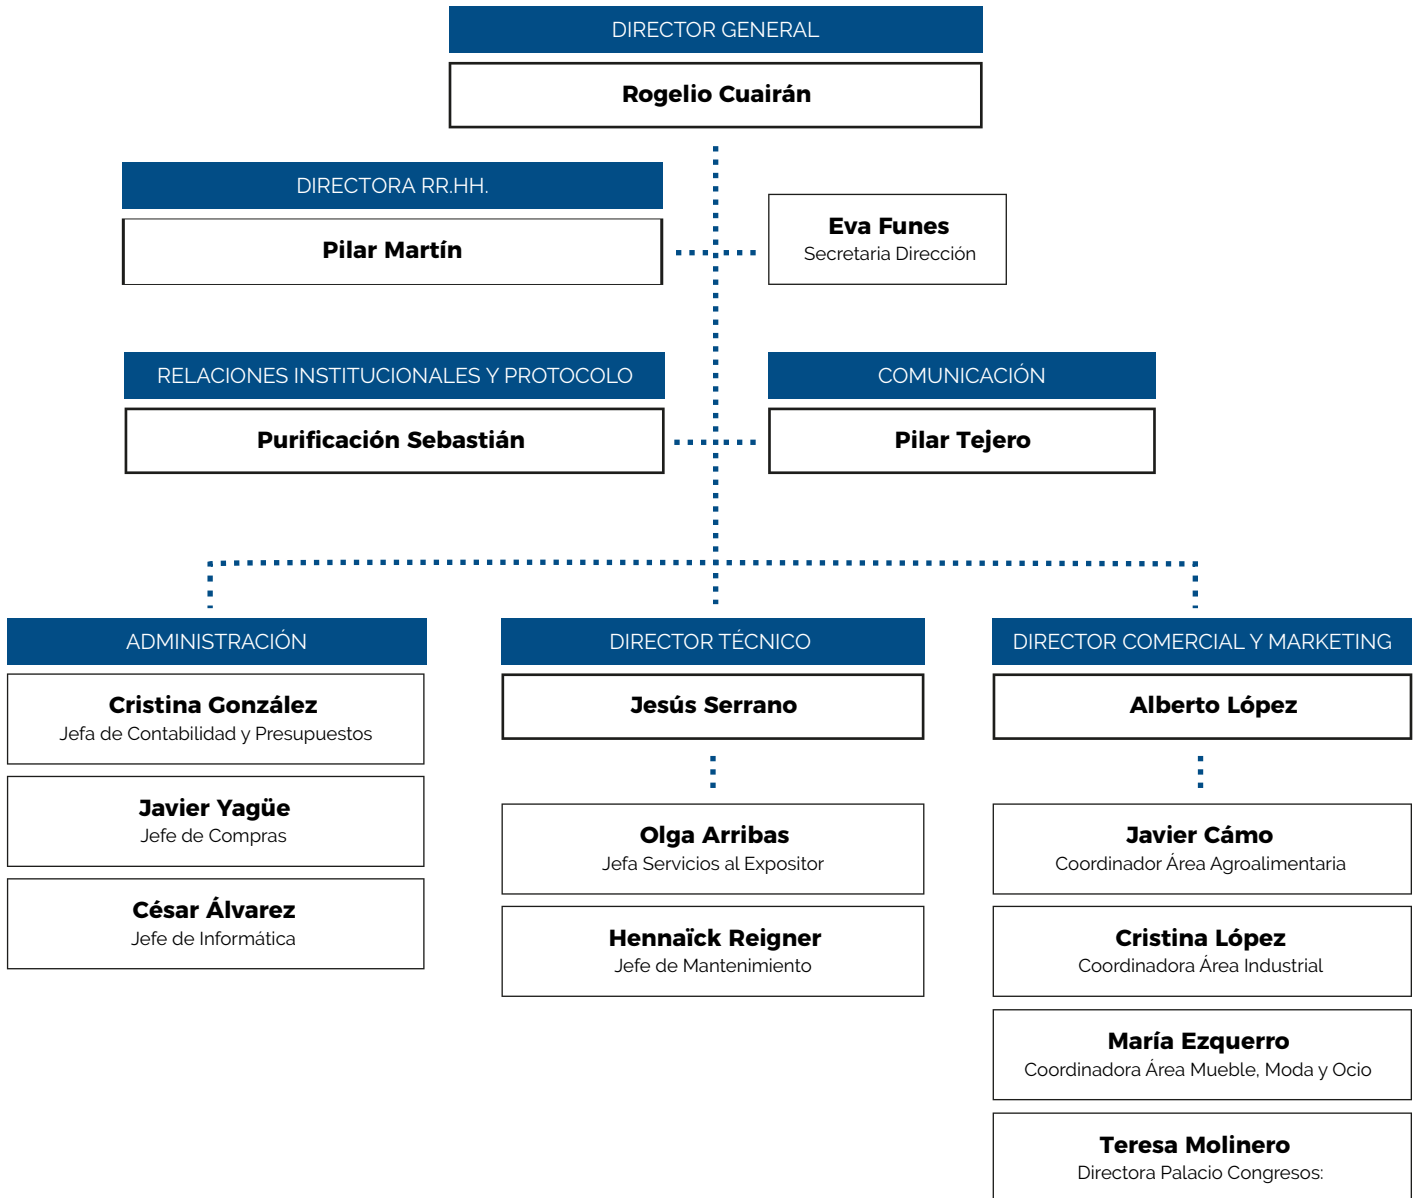 DIRECTOR GENERAL
Rogelio Cuairán
DIRECTORA RR.HH.
Pilar Martín
Eva Funes
Secretaria Dirección
RELACIONES INSTITUCIONALES Y PROTOCOLO
Purificación Sebastián
COMUNICACIÓN
Pilar Tejero
ADMINISTRACIÓN
Cristina González
Jefa de Contabilidad y Presupuestos
Javier Yagüe
Jefe de Compras
César Álvarez
Jefe de Informática
DIRECTOR TÉCNICO
Jesús Serrano
Olga Arribas
Jefa Servicios al Expositor
Hennaïck Reigner
Jefe de Mantenimiento
DIRECTOR COMERCIAL Y MARKETING
Alberto López
Javier Cámo
Coordinador Área Agroalimentaria
Cristina López
Coordinadora Área Industrial
María Ezquerro
Coordinadora Área Mueble, Moda y Ocio
Teresa Molinero
Directora Palacio Congresos: